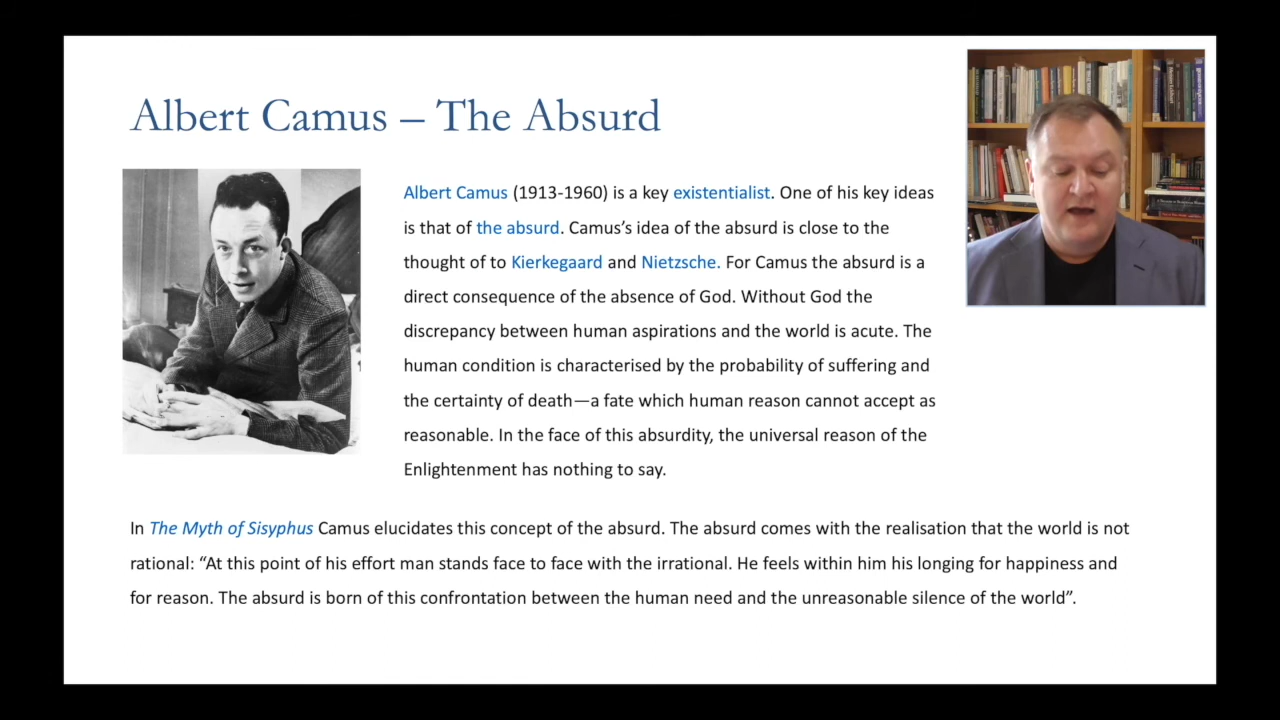 Albert Camus – The Absurd
Albert Camus (1913-1960) is a key existentialist. One of his key ideas
is that of the absurd. Camus’s idea of the absurd is close to the
thought of to Kierkegaard and Nietzsche. For Camus the absurd is a
direct consequence of the absence of God. Without God the
discrepancy between human aspirations and the world is acute. The
human condition is characterised by the probability of suffering and
the certainty of death—a fate which human reason cannot accept as
reasonable. In the face of this absurdity, the universal reason of the
Enlightenment has nothing to say.
In The Myth of Sisyphus Camus elucidates this concept of the absurd. The absurd comes with the realisation that the world is not
rational: “At this point of his effort man stands face to face with the irrational. He feels within him his longing for happiness and
for reason. The absurd is born of this confrontation between the human need and the unreasonable silence of the world”.